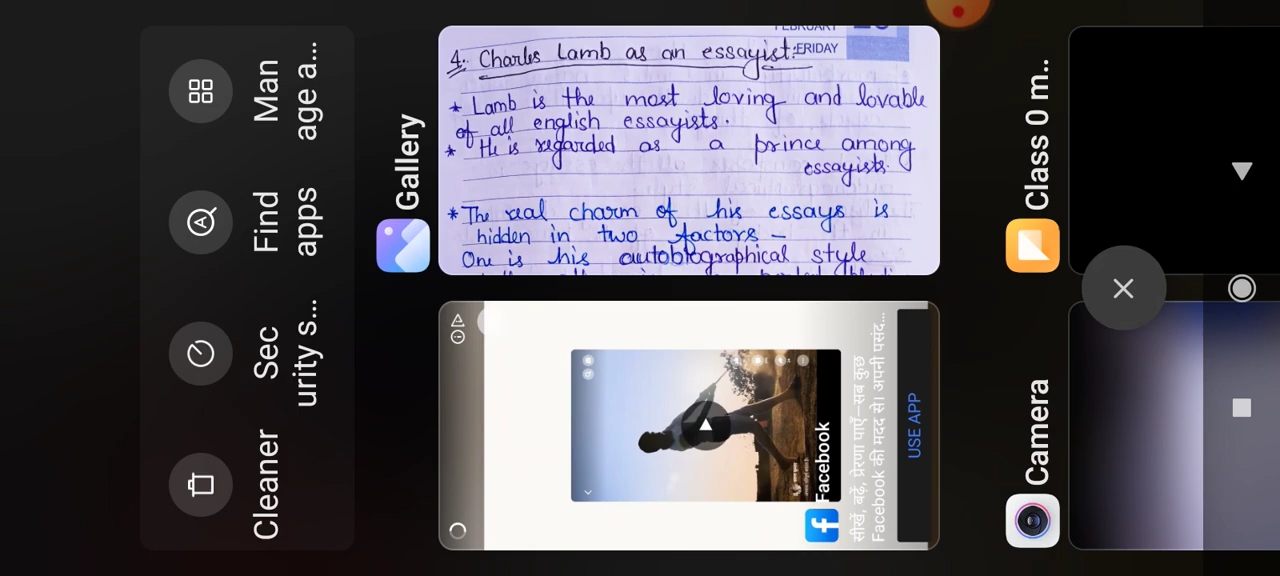 Man
age a...
Find
apps
Sec
urity s...
Cleaner
Gallery
FEBRUARY
FRIDAY
4. Charles Lamb as an essayist:
* Lamb is the most loving and lovable
of all english essayists.
* He is regarded as a prince among
essayists.
* The real charm of his essays is
hidden in two factors -
One is his autobiographical style
Facebook
सीखें, बढ़ें, प्रेरणा पाएँ—सब कुछ
Facebook की मदद से। अपनी पसंद...
USE APP
Class 0 m..
Camera